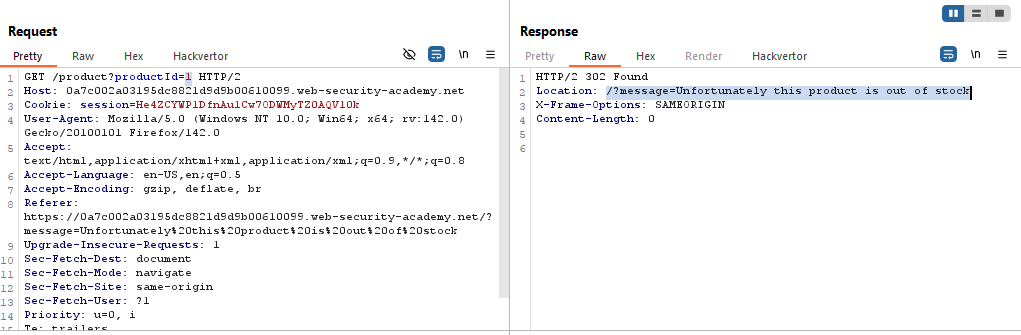 Request
Pretty Raw Hex Hackvertor \n
1 GET /product?productId=1 HTTP/2
2 Host: 0a7c002a03195dc8821d9d9b00610099.web-security-academy.net
3 Cookie: session=He4ZCYWPlDfnAu1Cw70DWMyTZ0AQVl0k
4 User-Agent: Mozilla/5.0 (Windows NT 10.0; Win64; x64; rv:142.0)
Gecko/20100101 Firefox/142.0
5 Accept:
text/html,application/xhtml+xml,application/xml;q=0.9,*/*;q=0.8
6 Accept-Language: en-US,en;q=0.5
7 Accept-Encoding: gzip, deflate, br
8 Referer:
https://0a7c002a03195dc8821d9d9b00610099.web-security-academy.net/?
message=Unfortunately%20this%20product%20is%20out%20of%20stock
9 Upgrade-Insecure-Requests: 1
10 Sec-Fetch-Dest: document
11 Sec-Fetch-Mode: navigate
12 Sec-Fetch-Site: same-origin
13 Sec-Fetch-User: ?1
14 Priority: u=0, i
15 Te: trailers
Response
Pretty Raw Hex Render Hackvertor \n
1 HTTP/2 302 Found
2 Location: /?message=Unfortunately this product is out of stock
3 X-Frame-Options: SAMEORIGIN
4 Content-Length: 0
5
6